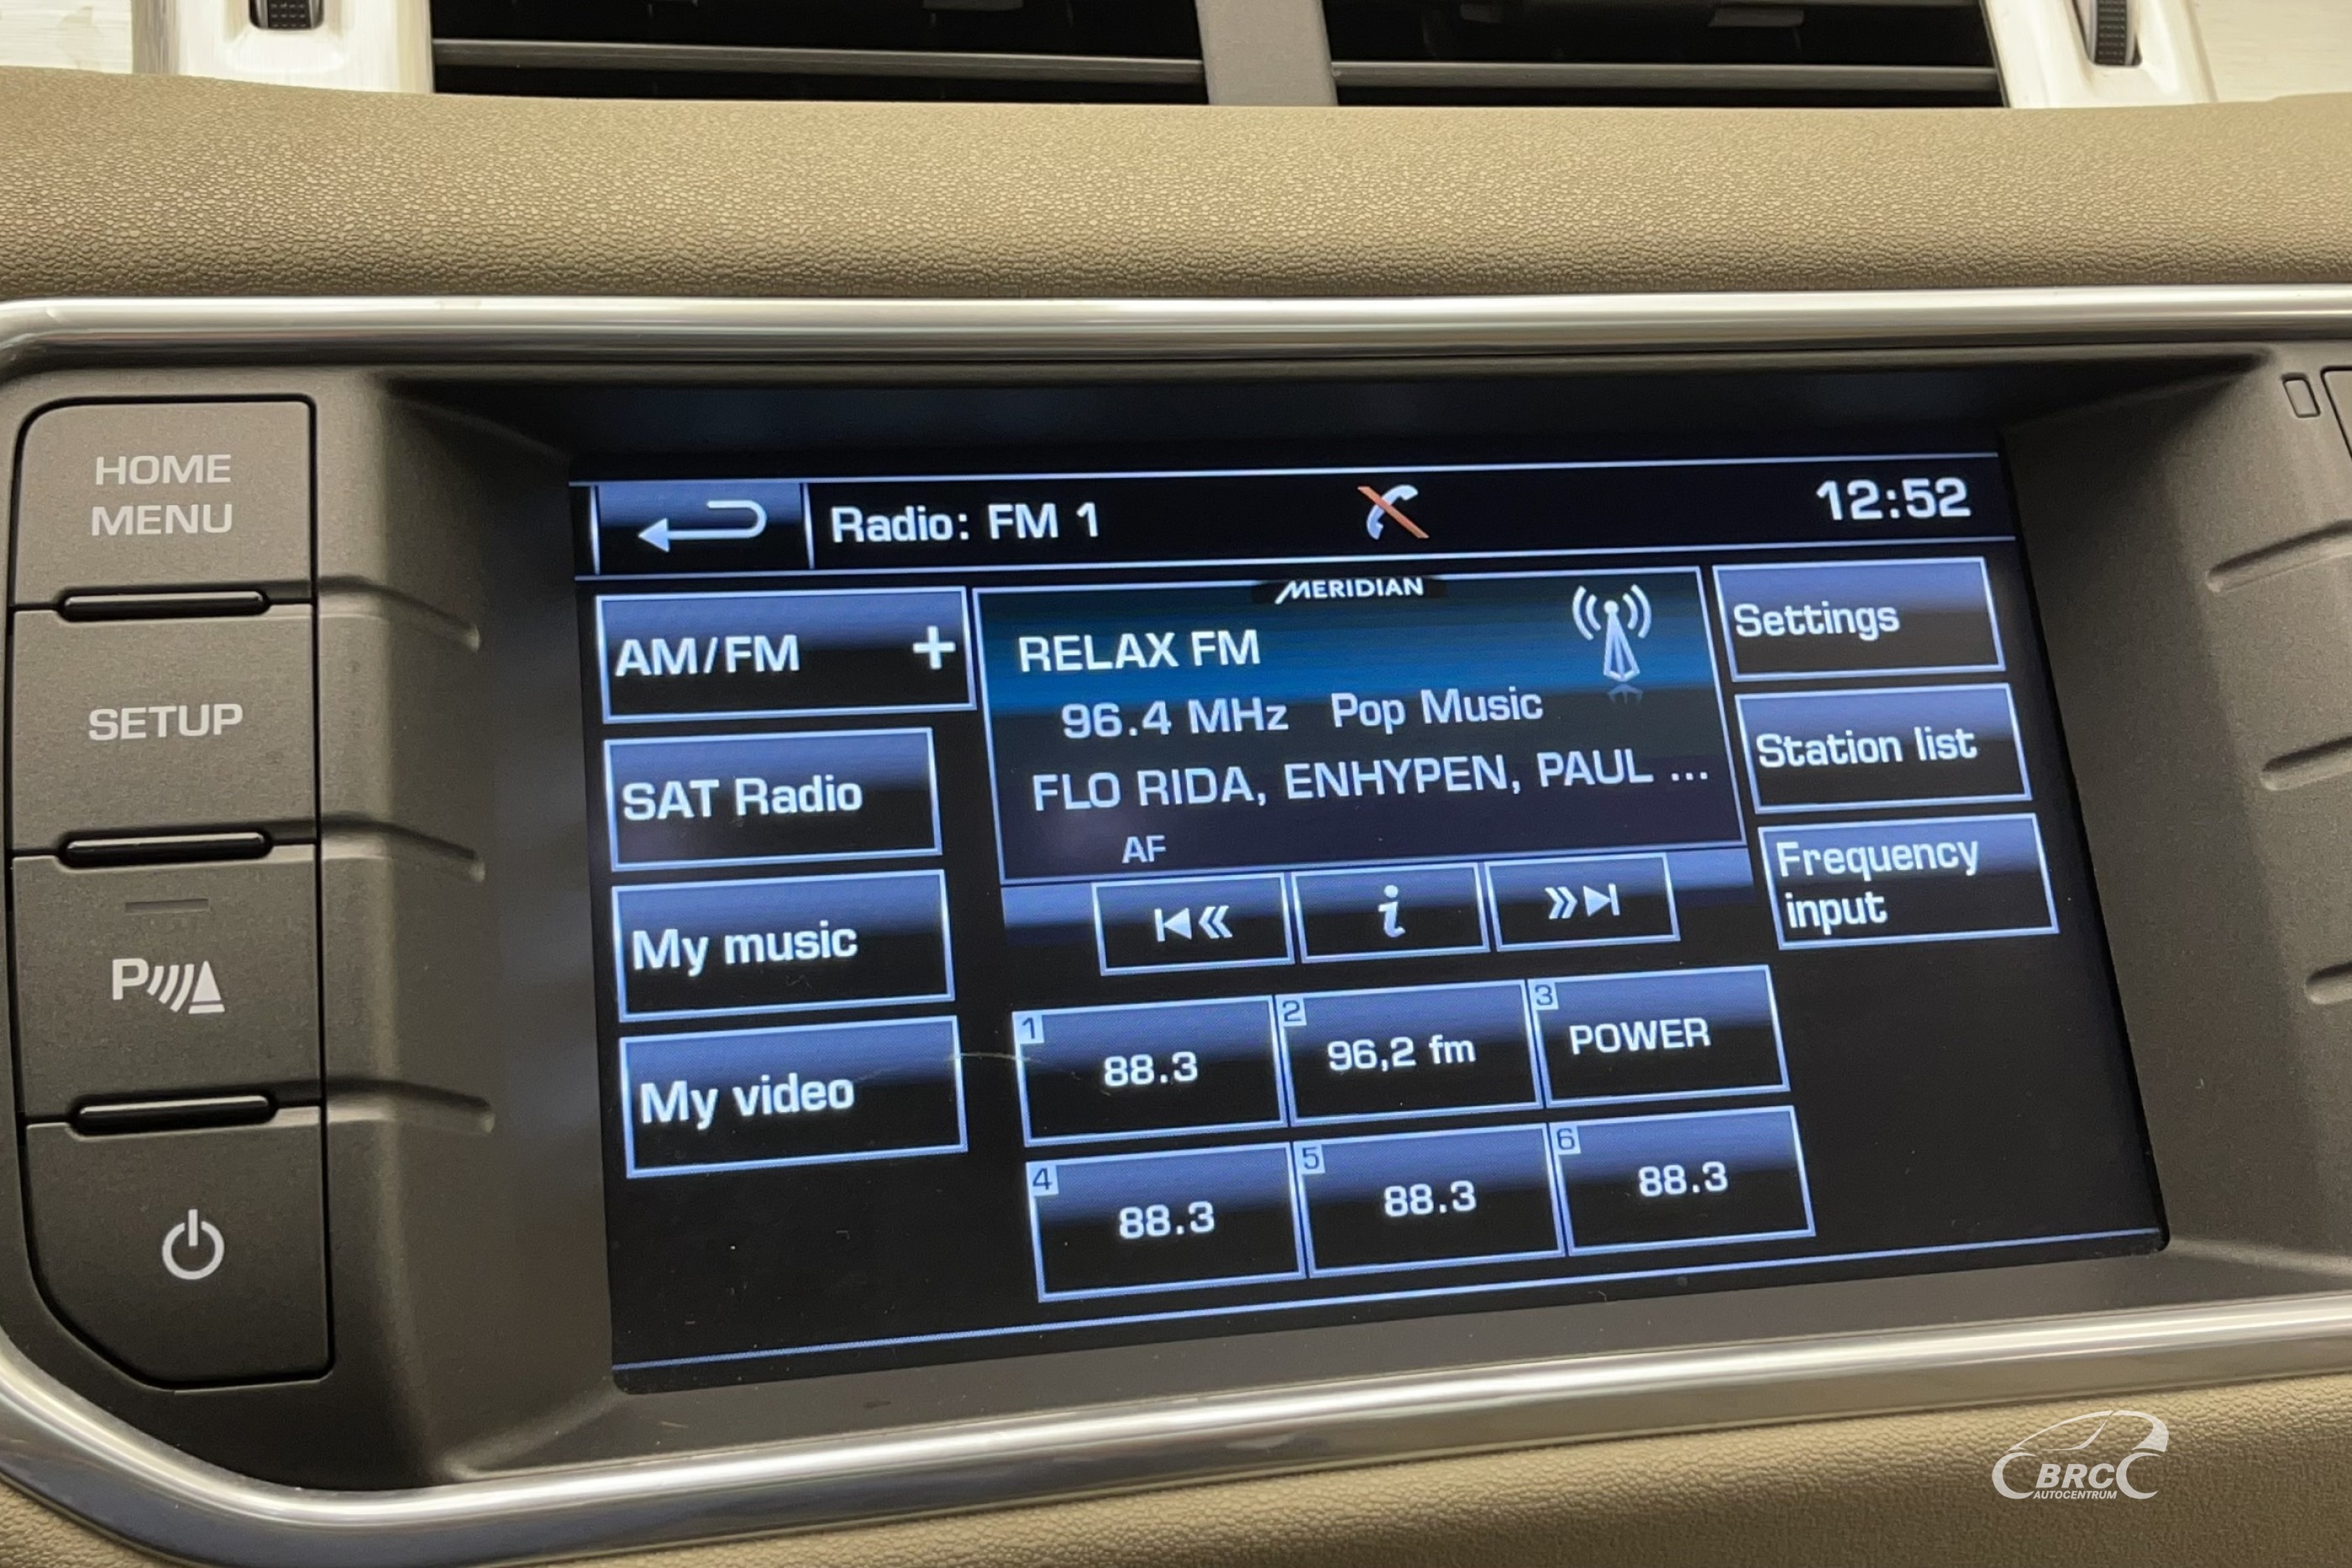 HOME
MENU
SETUP
P
Radio: FM 1
12:52
AM/FM +
SAT Radio
My music
My video
MERIDIAN
RELAX FM
96.4 MHz Pop Music
FLO RIDA, ENHYPEN, PAUL ...
AF
i
Settings
Station list
Frequency
input
1 88.3
2 96,2 fm
3 POWER
4 88.3
5 88.3
6 88.3
BRC
AUTOCENTRUM